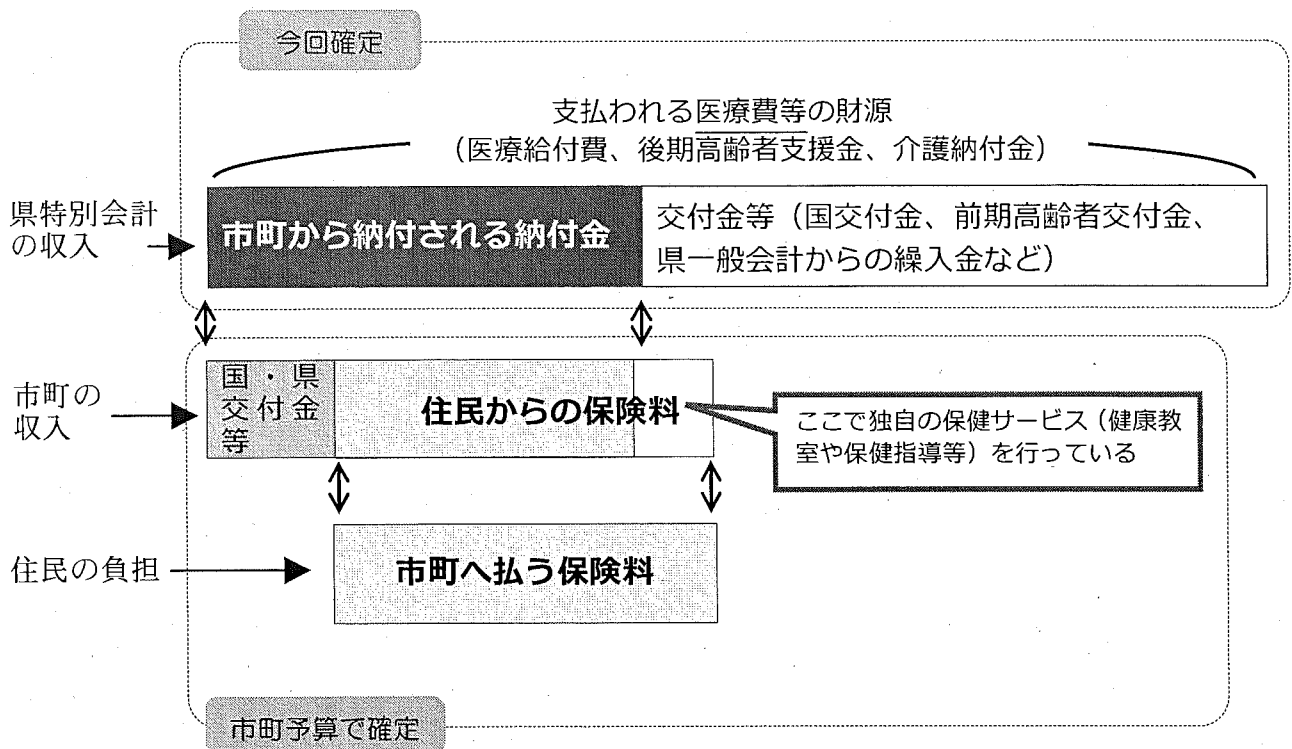 今回確定
支払われる医療費等の財源
（医療給付費、後期高齢者支援金、介護納付金）
県特別会計
の収入
市町から納付される納付金
交付金等（国交付金、前期高齢者交付金、
県一般会計からの繰入金など）
市町の
収入
国・県
交付金
等
住民からの保険料
ここで独自の保健サービス（健康教
室や保健指導等）を行っている
住民の負担
市町へ払う保険料
市町予算で確定